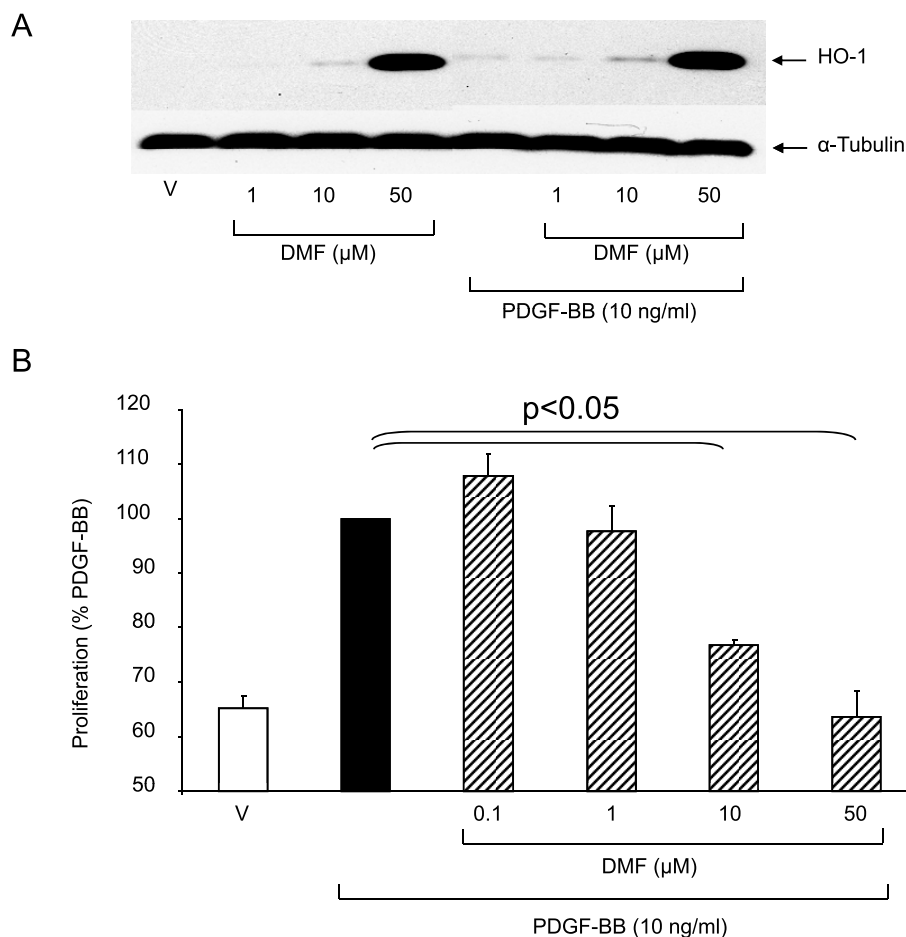 A
HO-1
α-Tubulin
V 1 10 50 1 10 50
DMF (µM) DMF (µM)
PDGF-BB (10 ng/ml)
B
p<0.05
Proliferation (% PDGF-BB)
120
110
100
90
80
70
60
50
V 0.1 1 10 50
DMF (µM)
PDGF-BB (10 ng/ml)